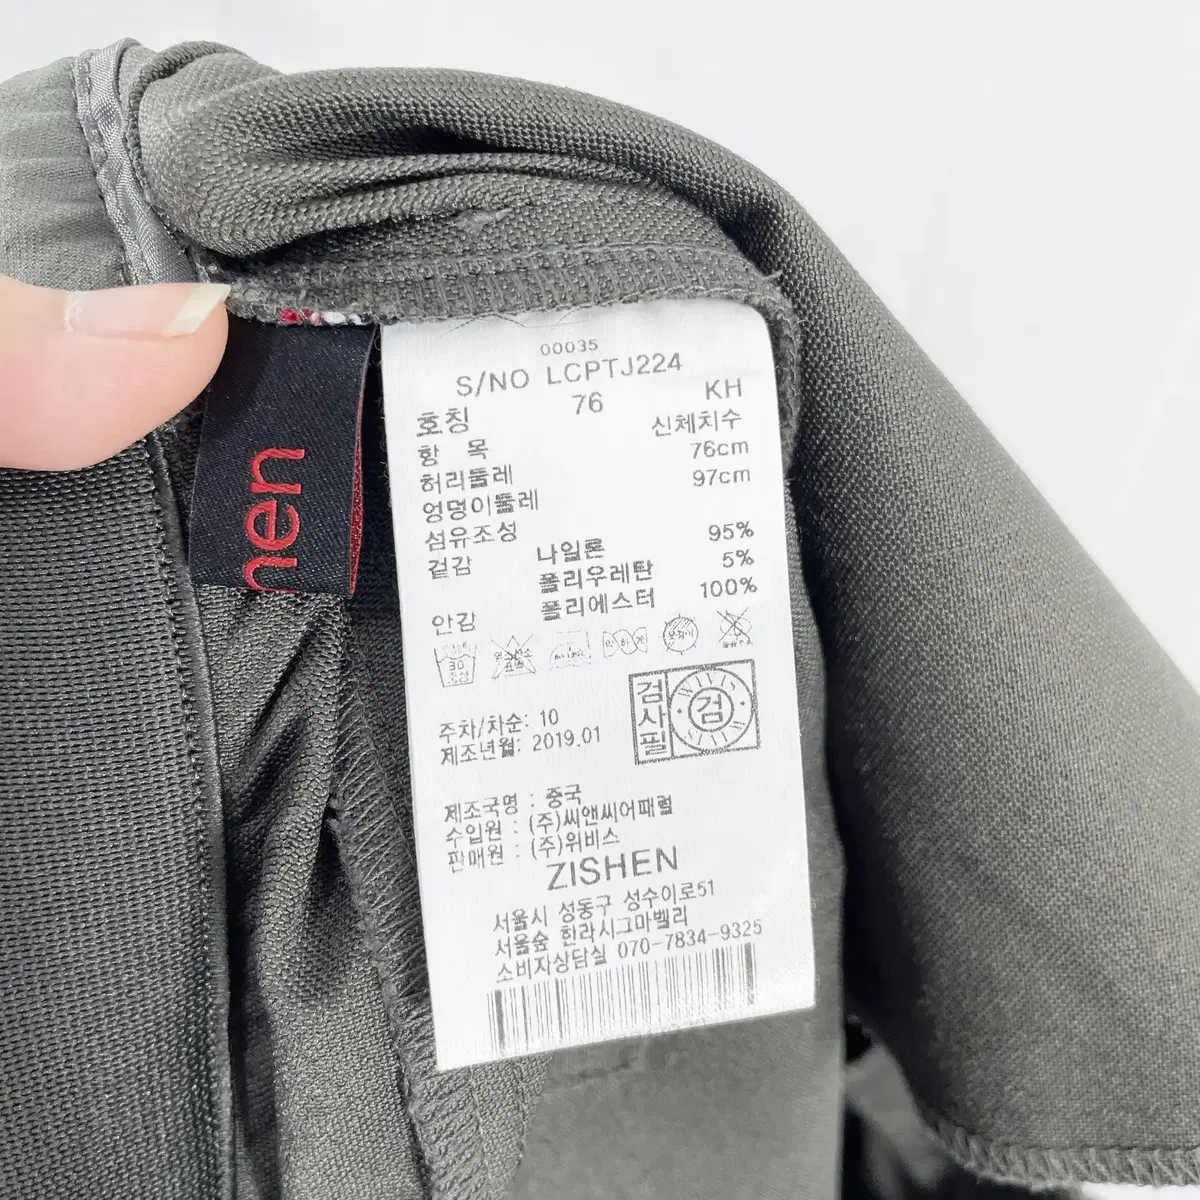 00035
S/NO LCPTJ224
호칭 76 KH
항 목 신체치수
허리둘레 76cm
엉덩이둘레 97cm
섬유조성
겉감 나일론 95%
폴리우레탄 5%
안감 폴리에스터 100%
30
중성
주차/차순: 10
제조년월: 2019.01
검사필
검
제조국명 : 중국
수입원 : (주)씨앤씨어패럴
판매원 : (주)위비스
ZISHEN
서울시 성동구 성수이로51
서울숲 한라시그마밸리
소비자상담실 070-7834-9325
hen